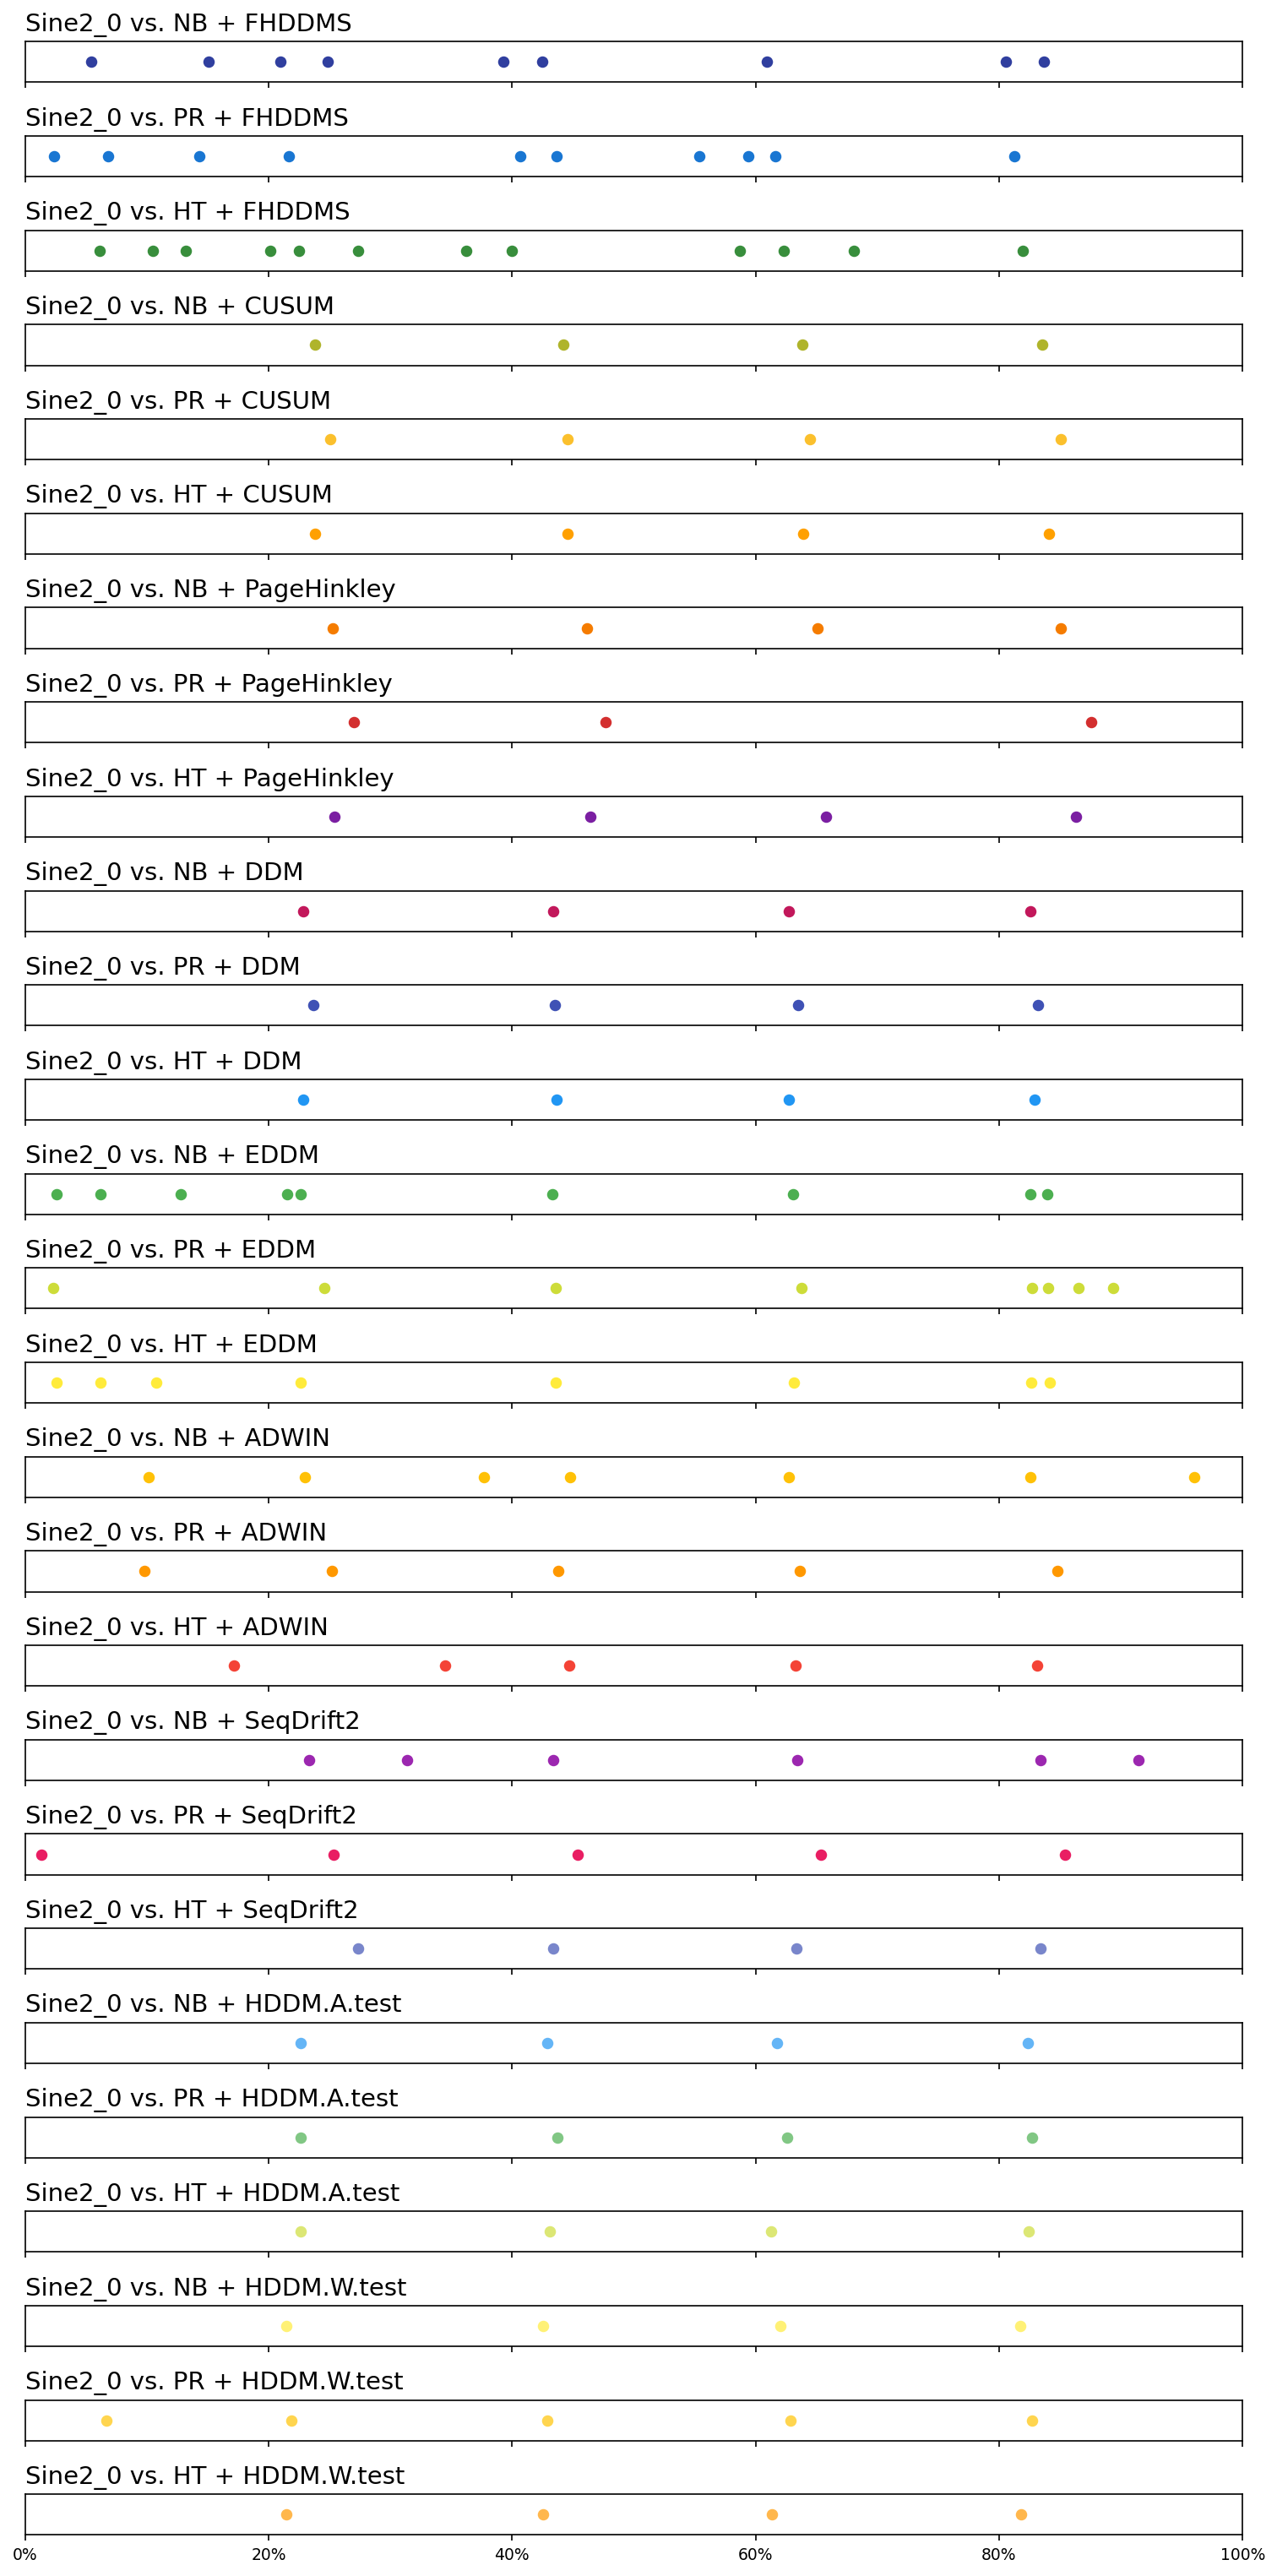 Sine2_0 vs. NB + FHDDMS
Sine2_0 vs. PR + FHDDMS
Sine2_0 vs. HT + FHDDMS
Sine2_0 vs. NB + CUSUM
Sine2_0 vs. PR + CUSUM
Sine2_0 vs. HT + CUSUM
Sine2_0 vs. NB + PageHinkley
Sine2_0 vs. PR + PageHinkley
Sine2_0 vs. HT + PageHinkley
Sine2_0 vs. NB + DDM
Sine2_0 vs. PR + DDM
Sine2_0 vs. HT + DDM
Sine2_0 vs. NB + EDDM
Sine2_0 vs. PR + EDDM
Sine2_0 vs. HT + EDDM
Sine2_0 vs. NB + ADWIN
Sine2_0 vs. PR + ADWIN
Sine2_0 vs. HT + ADWIN
Sine2_0 vs. NB + SeqDrift2
Sine2_0 vs. PR + SeqDrift2
Sine2_0 vs. HT + SeqDrift2
Sine2_0 vs. NB + HDDM.A.test
Sine2_0 vs. PR + HDDM.A.test
Sine2_0 vs. HT + HDDM.A.test
Sine2_0 vs. NB + HDDM.W.test
Sine2_0 vs. PR + HDDM.W.test
Sine2_0 vs. HT + HDDM.W.test
0% 20% 40% 60% 80% 100%